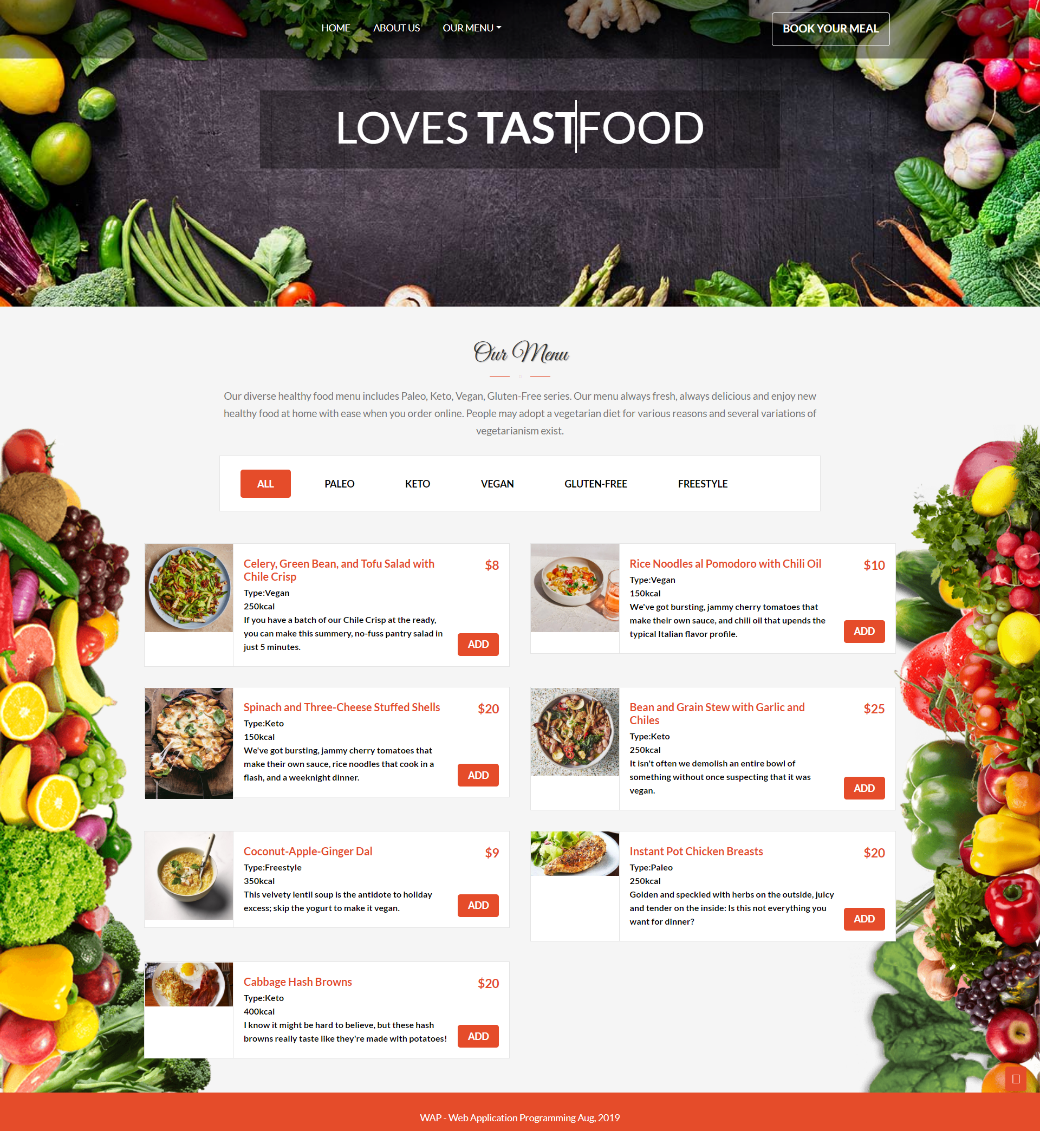 HOME ABOUT US OUR MENU BOOK YOUR MEAL
LOVES TAST FOOD
Our Menu
Our diverse healthy food menu includes Paleo, Keto, Vegan, Gluten-Free series. Our menu always fresh, always delicious and enjoy new
healthy food at home with ease when you order online. People may adopt a vegetarian diet for various reasons and several variations of
vegetarianism exist.
ALL PALEO KETO VEGAN GLUTEN-FREE FREESTYLE
Celery, Green Bean, and Tofu Salad with
Chile Crisp
$8
Type:Vegan
250kcal
If you have a batch of our Chile Crisp at the ready,
you can make this summery, no-fuss pantry salad in
just 5 minutes.
ADD
Rice Noodles al Pomodoro with Chili Oil
$10
Type:Vegan
150kcal
We've got bursting, jammy cherry tomatoes that
make their own sauce, and chili oil that upends the
typical Italian flavor profile.
ADD
Spinach and Three-Cheese Stuffed Shells
$20
Type:Keto
150kcal
We've got bursting, jammy cherry tomatoes that
make their own sauce, rice noodles that cook in a
flash, and a weeknight dinner.
ADD
Bean and Grain Stew with Garlic and
Chiles
$25
Type:Keto
250kcal
It isn't often we demolish an entire bowl of
something without once suspecting that it was
vegan.
ADD
Coconut-Apple-Ginger Dal
$9
Type:Freestyle
350kcal
This velvety lentil soup is the antidote to holiday
excess; skip the yogurt to make it vegan.
ADD
Instant Pot Chicken Breasts
$20
Type:Paleo
250kcal
Golden and speckled with herbs on the outside, juicy
and tender on the inside: Is this not everything you
want for dinner?
ADD
Cabbage Hash Browns
$20
Type:Keto
400kcal
I know it might be hard to believe, but these hash
browns really taste like they're made with potatoes!
ADD
WAP - Web Application Programming Aug, 2019